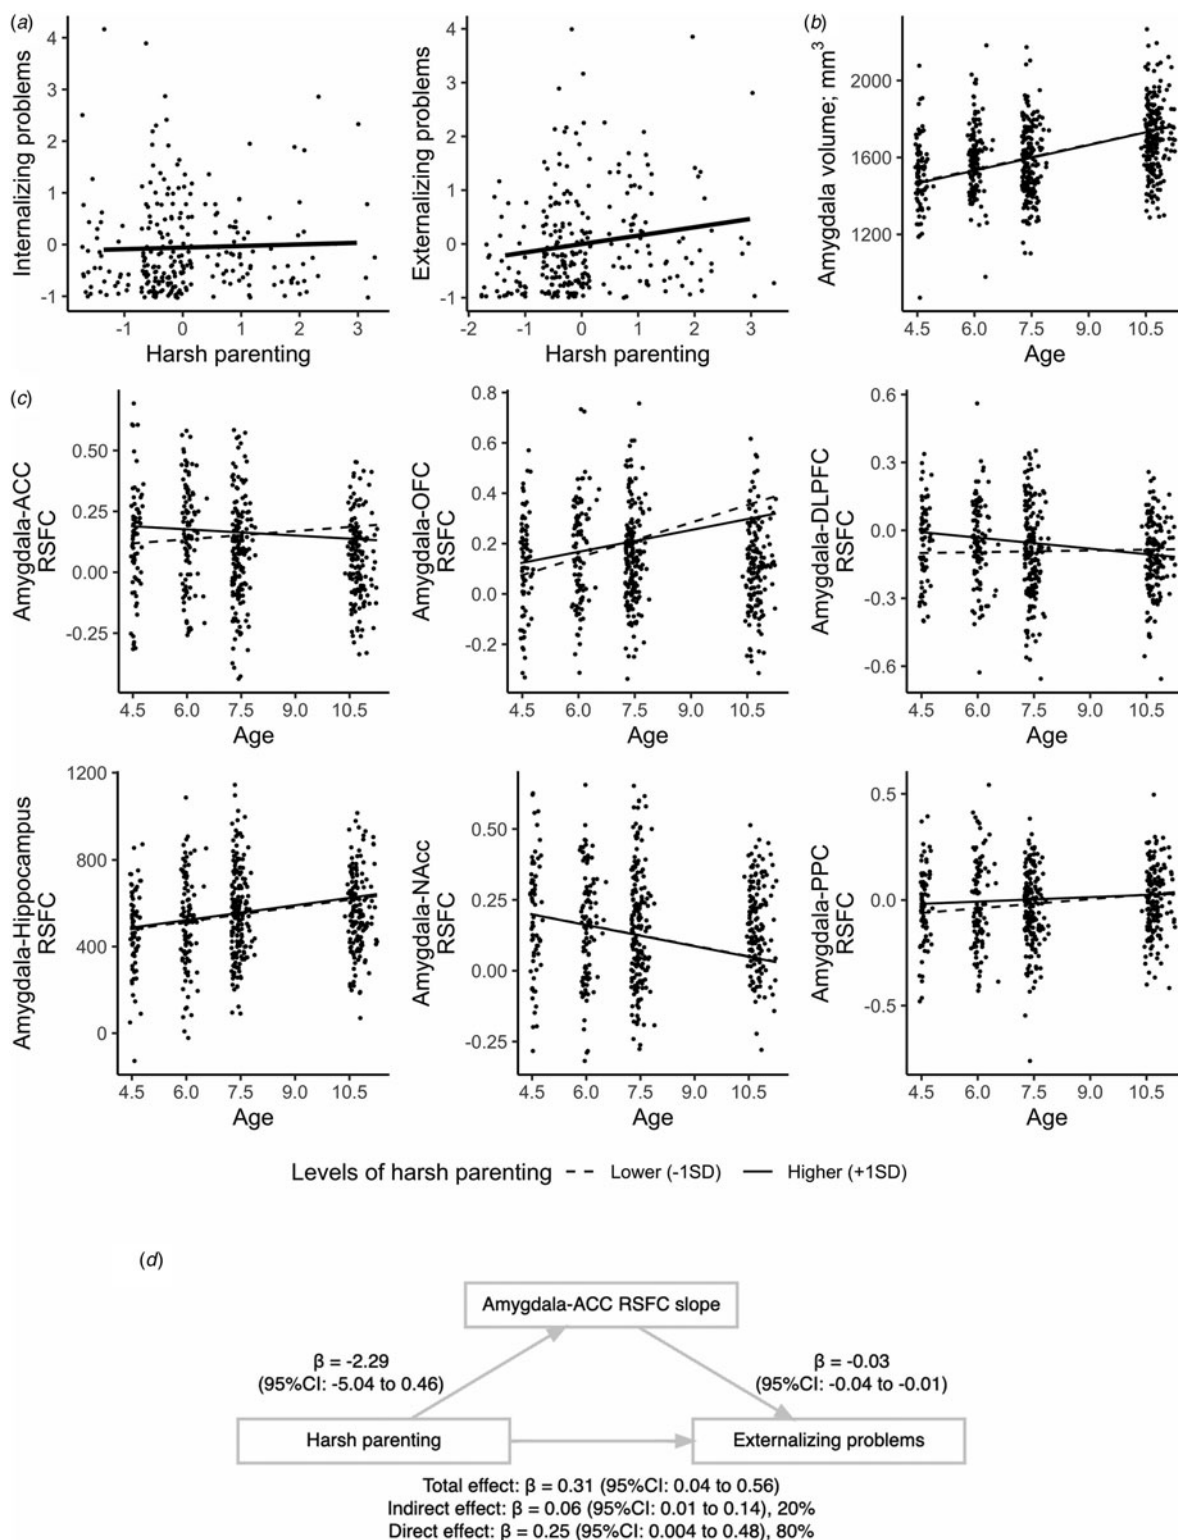 (a)
Internalizing problems
4
3
2
1
0
-1
-1 0 1 2 3
Harsh parenting
Externalizing problems
4
3
2
1
0
-1
-2 -1 0 1 2 3
Harsh parenting
(b)
Amygdala volume; mm³
2000
1600
1200
4.5 6.0 7.5 9.0 10.5
Age
(c)
Amygdala-ACC
RSFC
0.50
0.25
0.00
-0.25
4.5 6.0 7.5 9.0 10.5
Age
Amygdala-OFC
RSFC
0.8
0.6
0.4
0.2
0.0
-0.2
4.5 6.0 7.5 9.0 10.5
Age
Amygdala-DLPFC
RSFC
0.6
0.3
-0.0
-0.3
-0.6
4.5 6.0 7.5 9.0 10.5
Age
Amygdala-Hippocampus
RSFC
1200
800
400
0
4.5 6.0 7.5 9.0 10.5
Age
Amygdala-NAcc
RSFC
0.50
0.25
0.00
-0.25
4.5 6.0 7.5 9.0 10.5
Age
Amygdala-PPC
RSFC
0.5
-0.0
-0.5
4.5 6.0 7.5 9.0 10.5
Age
Levels of harsh parenting Lower (-1SD) Higher (+1SD)
(d)
Amygdala-ACC RSFC slope
β = -2.29
(95%CI: -5.04 to 0.46)
β = -0.03
(95%CI: -0.04 to -0.01)
Harsh parenting
Externalizing problems
Total effect: β = 0.31 (95%CI: 0.04 to 0.56)
Indirect effect: β = 0.06 (95%CI: 0.01 to 0.14), 20%
Direct effect: β = 0.25 (95%CI: 0.004 to 0.48), 80%